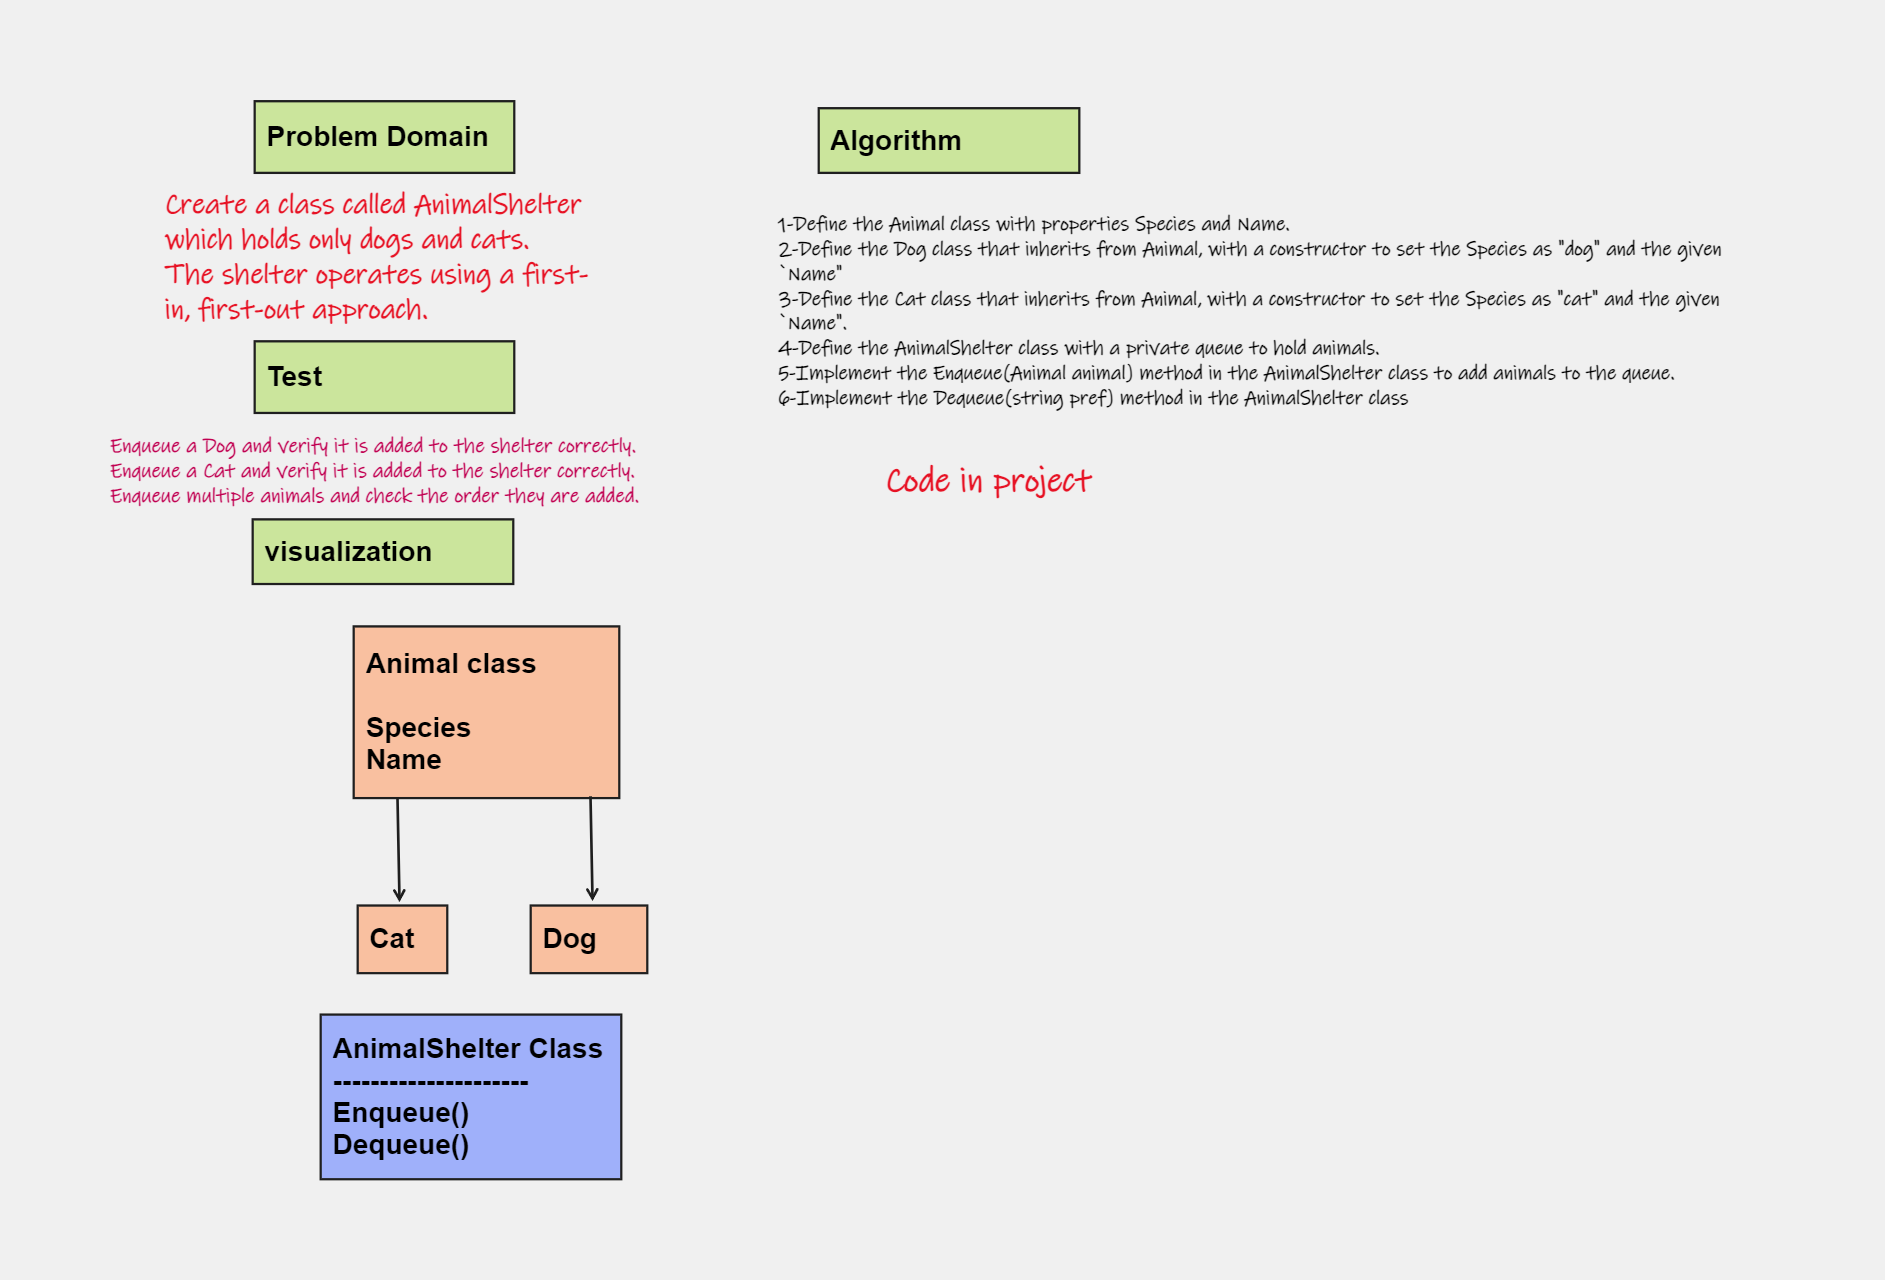 Problem Domain
Create a class called AnimalShelter
which holds only dogs and cats.
The shelter operates using a first-
in, first-out approach.
Test
Enqueue a Dog and verify it is added to the shelter correctly.
Enqueue a Cat and verify it is added to the shelter correctly.
Enqueue multiple animals and check the order they are added.
visualization
Animal class
Species
Name
Cat
Dog
AnimalShelter Class
---------------------
Enqueue()
Dequeue()
Algorithm
1-Define the Animal class with properties Species and Name.
2-Define the Dog class that inherits from Animal, with a constructor to set the Species as "dog" and the given
`Name"
3-Define the Cat class that inherits from Animal, with a constructor to set the Species as "cat" and the given
`Name".
4-Define the AnimalShelter class with a private queue to hold animals.
5-Implement the Enqueue(Animal animal) method in the AnimalShelter class to add animals to the queue.
6-Implement the Dequeue(string pref) method in the AnimalShelter class
Code in project